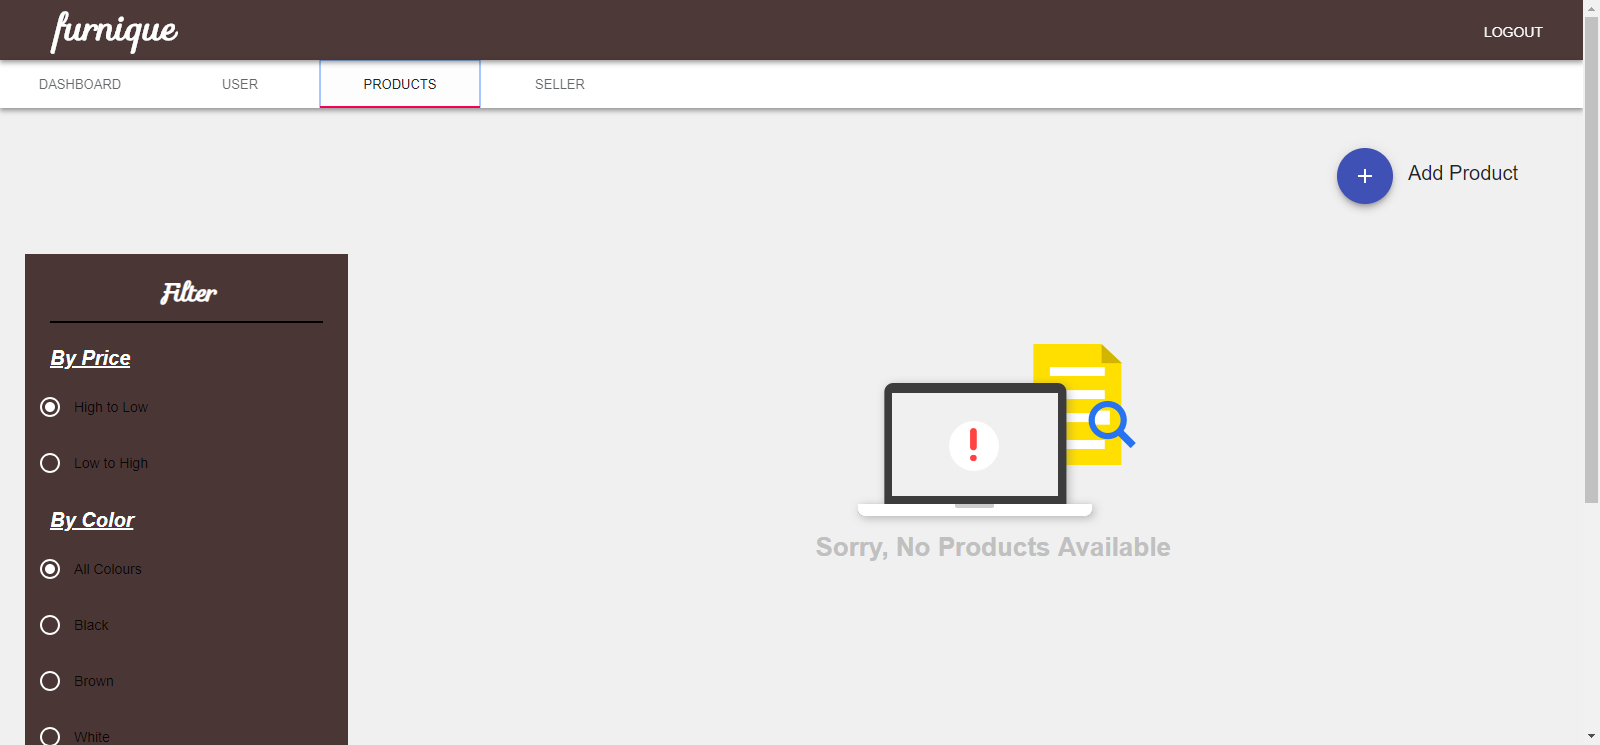 furnique
LOGOUT
DASHBOARD USER PRODUCTS SELLER
Add Product
Filter
By Price
High to Low
Low to High
By Color
All Colours
Black
Brown
White
Sorry, No Products Available